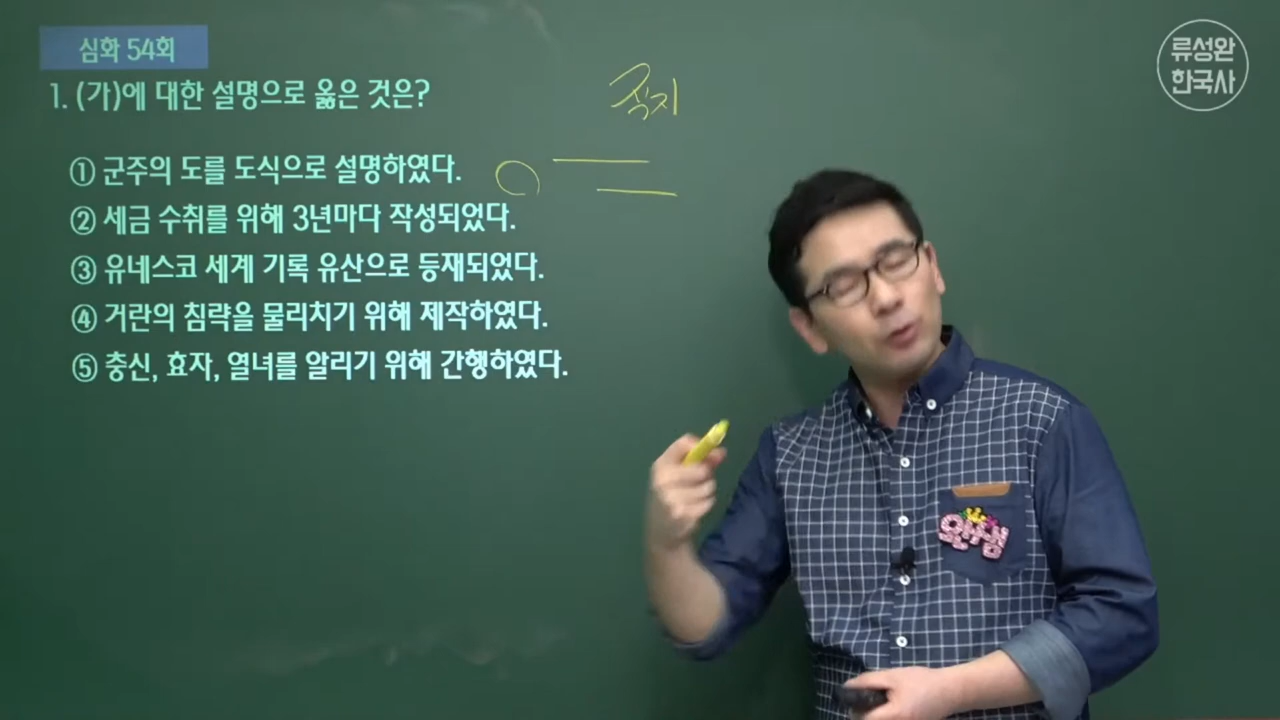 심화 54회
류성완
한국사
1. (가)에 대한 설명으로 옳은 것은?
직지
① 군주의 도를 도식으로 설명하였다.
② 세금 수취를 위해 3년마다 작성되었다.
③ 유네스코 세계 기록 유산으로 등재되었다.
④ 거란의 침략을 물리치기 위해 제작하였다.
⑤ 충신, 효자, 열녀를 알리기 위해 간행하였다.
완쌤